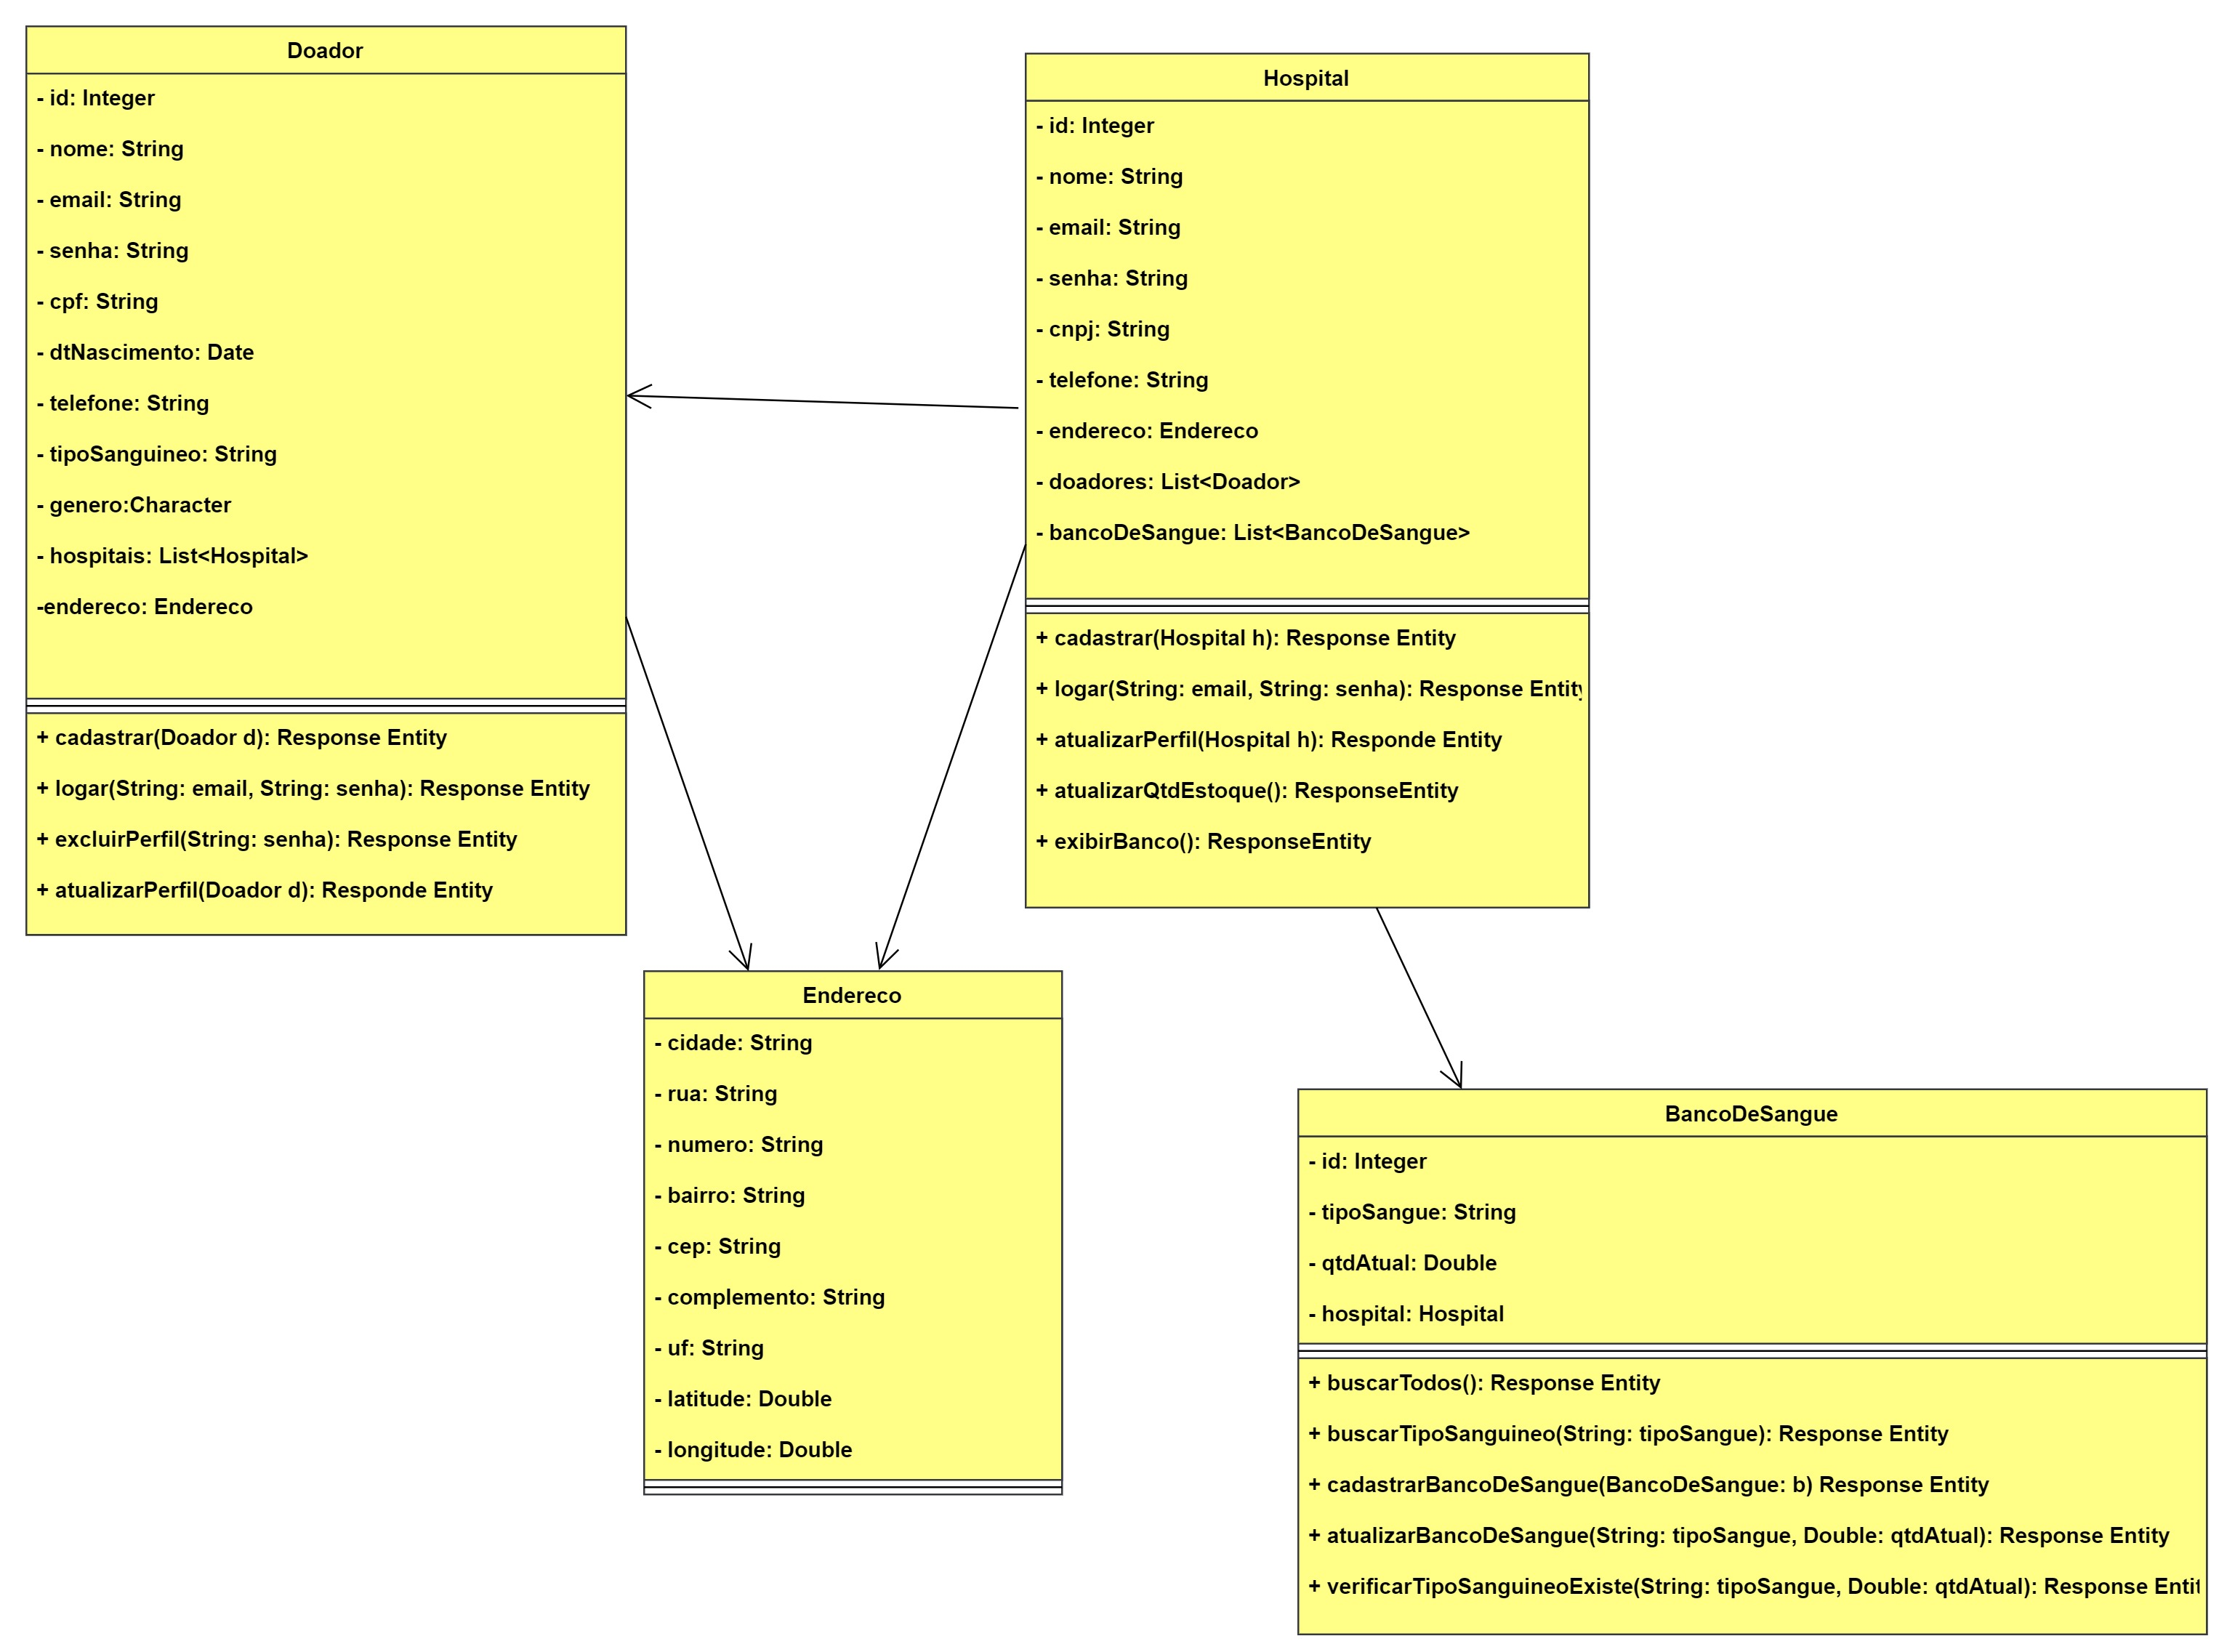 Doador
- id: Integer
- nome: String
- email: String
- senha: String
- cpf: String
- dtNascimento: Date
- telefone: String
- tipoSanguineo: String
- genero:Character
- hospitais: List<Hospital>
-endereco: Endereco
+ cadastrar(Doador d): Response Entity
+ logar(String: email, String: senha): Response Entity
+ excluirPerfil(String: senha): Response Entity
+ atualizarPerfil(Doador d): Responde Entity
Hospital
- id: Integer
- nome: String
- email: String
- senha: String
- cnpj: String
- telefone: String
- endereco: Endereco
- doadores: List<Doador>
- bancoDeSangue: List<BancoDeSangue>
+ cadastrar(Hospital h): Response Entity
+ logar(String: email, String: senha): Response Entity
+ atualizarPerfil(Hospital h): Responde Entity
+ atualizarQtdEstoque(): ResponseEntity
+ exibirBanco(): ResponseEntity
Endereco
- cidade: String
- rua: String
- numero: String
- bairro: String
- cep: String
- complemento: String
- uf: String
- latitude: Double
- longitude: Double
BancoDeSangue
- id: Integer
- tipoSangue: String
- qtdAtual: Double
- hospital: Hospital
+ buscarTodos(): Response Entity
+ buscarTipoSanguineo(String: tipoSangue): Response Entity
+ cadastrarBancoDeSangue(BancoDeSangue: b) Response Entity
+ atualizarBancoDeSangue(String: tipoSangue, Double: qtdAtual): Response Entity
+ verificarTipoSanguineoExiste(String: tipoSangue, Double: qtdAtual): Response Entit